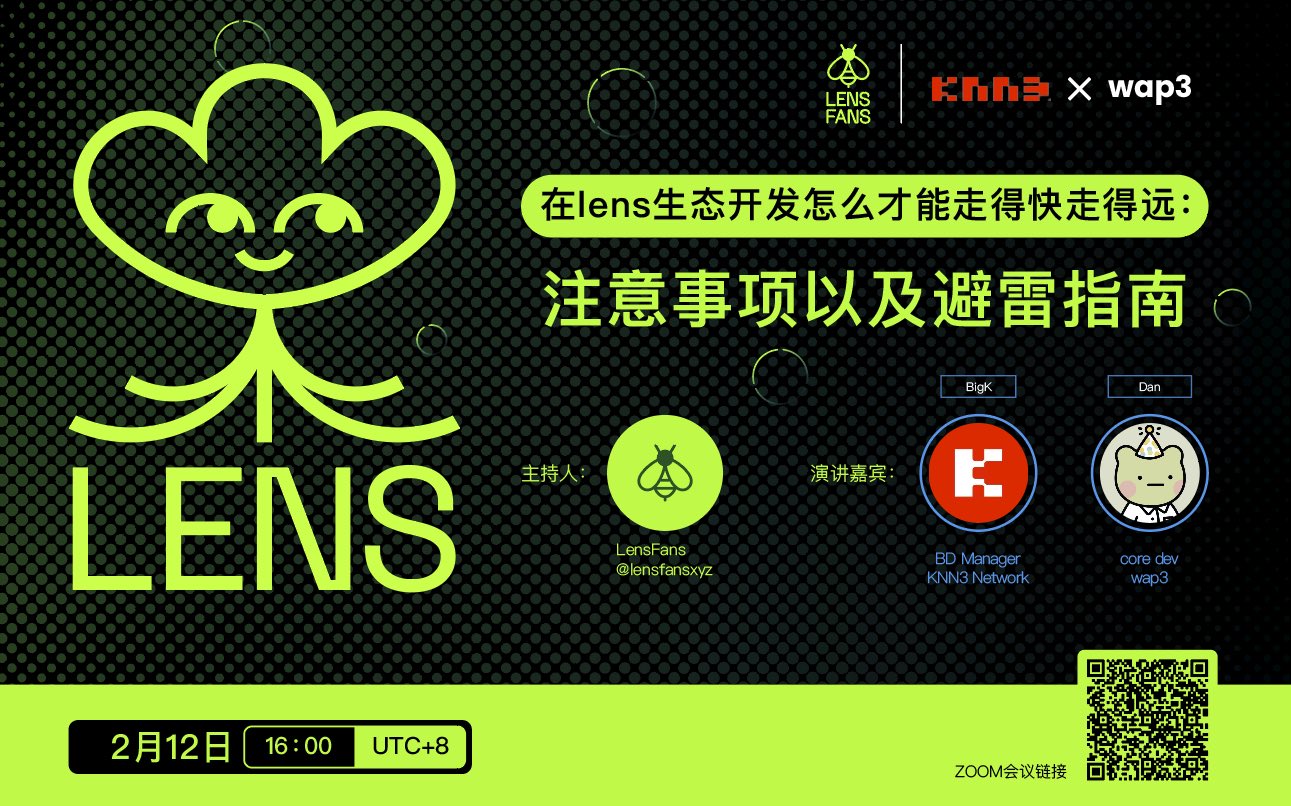 LENS
FANS
KNN3 × wap3
在lens生态开发怎么才能走得快走得远：
注意事项以及避雷指南
BigK
Dan
主持人：
演讲嘉宾：
K
LensFans
@lensfansxyz
BD Manager
KNN3 Network
core dev
wap3
LENS
2月12日 16:00 UTC+8
ZOOM会议链接